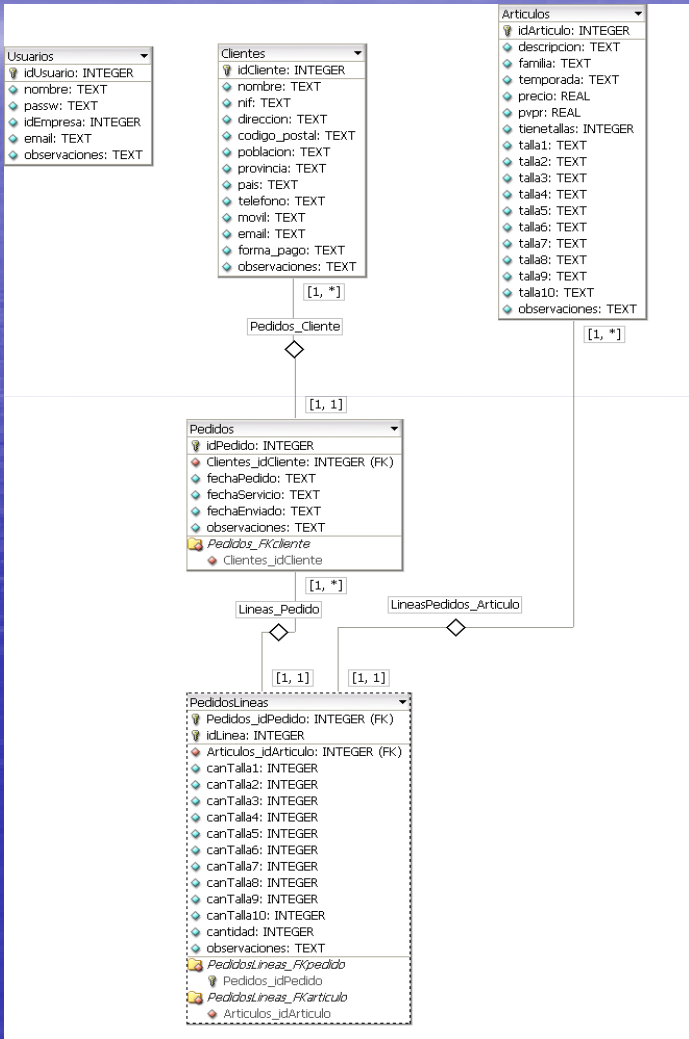 Usuarios
idUsuario: INTEGER
nombre: TEXT
passw: TEXT
idEmpresa: INTEGER
email: TEXT
observaciones: TEXT
Clientes
idCliente: INTEGER
nombre: TEXT
nif: TEXT
direccion: TEXT
codigo_postal: TEXT
poblacion: TEXT
provincia: TEXT
pais: TEXT
telefono: TEXT
movil: TEXT
email: TEXT
forma_pago: TEXT
observaciones: TEXT
Articulos
idArticulo: INTEGER
descripcion: TEXT
familia: TEXT
temporada: TEXT
precio: REAL
pvpr: REAL
tienetallas: INTEGER
talla1: TEXT
talla2: TEXT
talla3: TEXT
talla4: TEXT
talla5: TEXT
talla6: TEXT
talla7: TEXT
talla8: TEXT
talla9: TEXT
talla10: TEXT
observaciones: TEXT
[1, *]
Pedidos_Cliente
[1, *]
[1, 1]
Pedidos
idPedido: INTEGER
Clientes_idCliente: INTEGER (FK)
fechaPedido: TEXT
fechaServicio: TEXT
fechaEnviado: TEXT
observaciones: TEXT
Pedidos_FKcliente
Clientes_idCliente
[1, *]
Lineas_Pedido
LineasPedidos_Articulo
[1, 1]
[1, 1]
PedidosLineas
Pedidos_idPedido: INTEGER (FK)
idLinea: INTEGER
Articulos_idArticulo: INTEGER (FK)
canTalla1: INTEGER
canTalla2: INTEGER
canTalla3: INTEGER
canTalla4: INTEGER
canTalla5: INTEGER
canTalla6: INTEGER
canTalla7: INTEGER
canTalla8: INTEGER
canTalla9: INTEGER
canTalla10: INTEGER
cantidad: INTEGER
observaciones: TEXT
PedidosLineas_FKpedido
Pedidos_idPedido
PedidosLineas_FKarticulo
Articulos_idArticulo